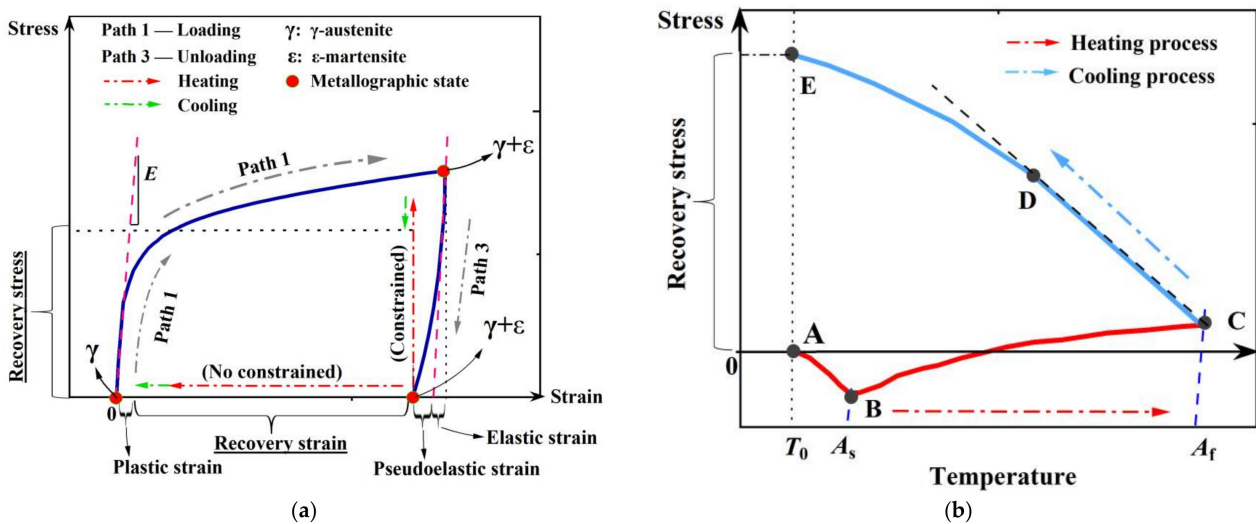 Stress
Path 1 — Loading
Path 3 — Unloading
Heating
Cooling
γ: γ-austenite
ε: ε-martensite
Metallographic state
E
Path 1
γ+ε
Path 1
Path 3
(Constrained)
γ+ε
γ
(No constrained)
Recovery stress
0
Strain
Recovery strain
Plastic strain
Elastic strain
Pseudoelastic strain
(a)
Recovery stress
Heating process
Cooling process
E
D
C
A
B
0
T0
As
Af
Temperature
(b)